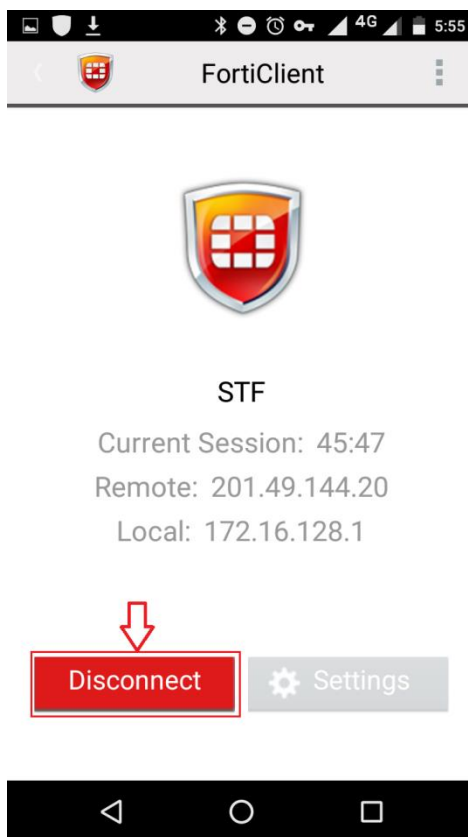 4G 5:55
FortiClient
STF
Current Session: 45:47
Remote: 201.49.144.20
Local: 172.16.128.1
Disconnect Settings